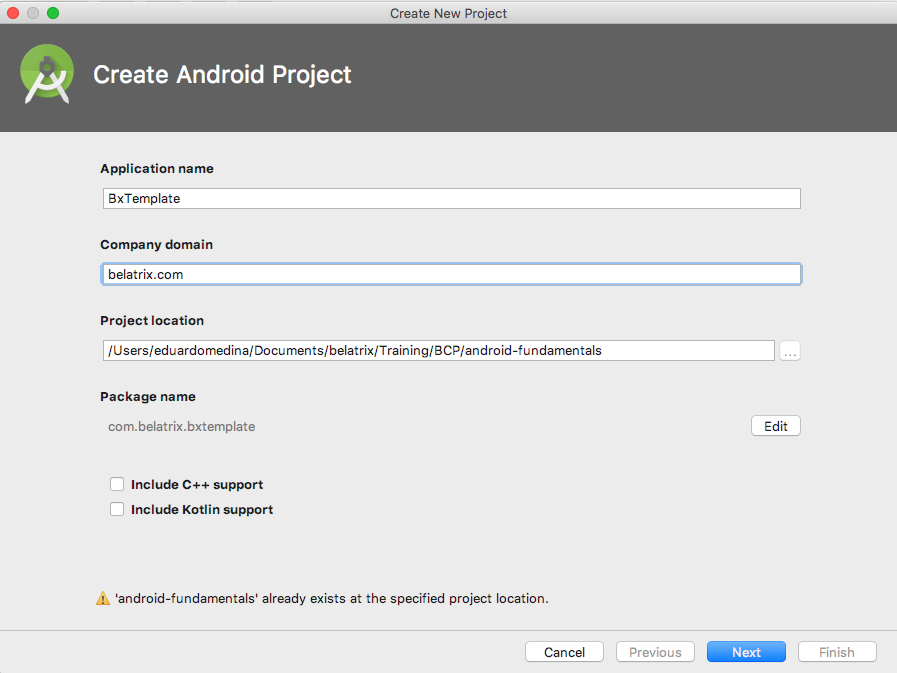 Create New Project
Create Android Project
Application name
BxTemplate
Company domain
belatrix.com
Project location
/Users/eduardomedina/Documents/belatrix/Training/BCP/android-fundamentals
...
Package name
com.belatrix.bxtemplate
Edit
Include C++ support
Include Kotlin support
'android-fundamentals' already exists at the specified project location.
Cancel
Previous
Next
Finish